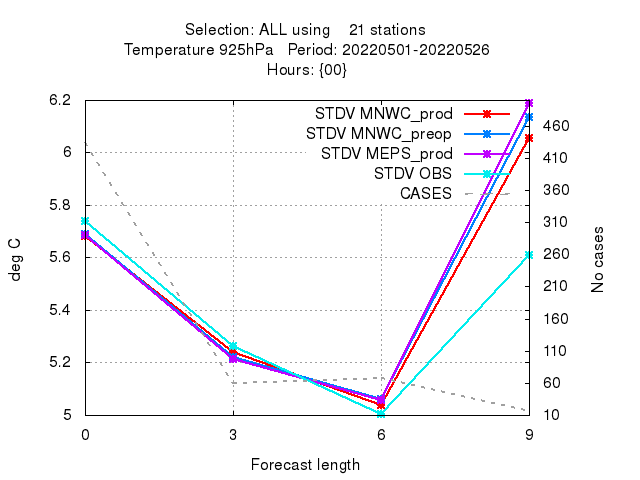 Selection: ALL using 21 stations
Temperature 925hPa Period: 20220501-20220526
Hours: {00}
STDV MNWC_prod
STDV MNWC_preop
STDV MEPS_prod
STDV OBS
CASES
6.2
6
5.8
5.6
5.4
5.2
5
deg C
460
410
360
310
260
210
160
110
60
10
No cases
0 3 6 9
Forecast length